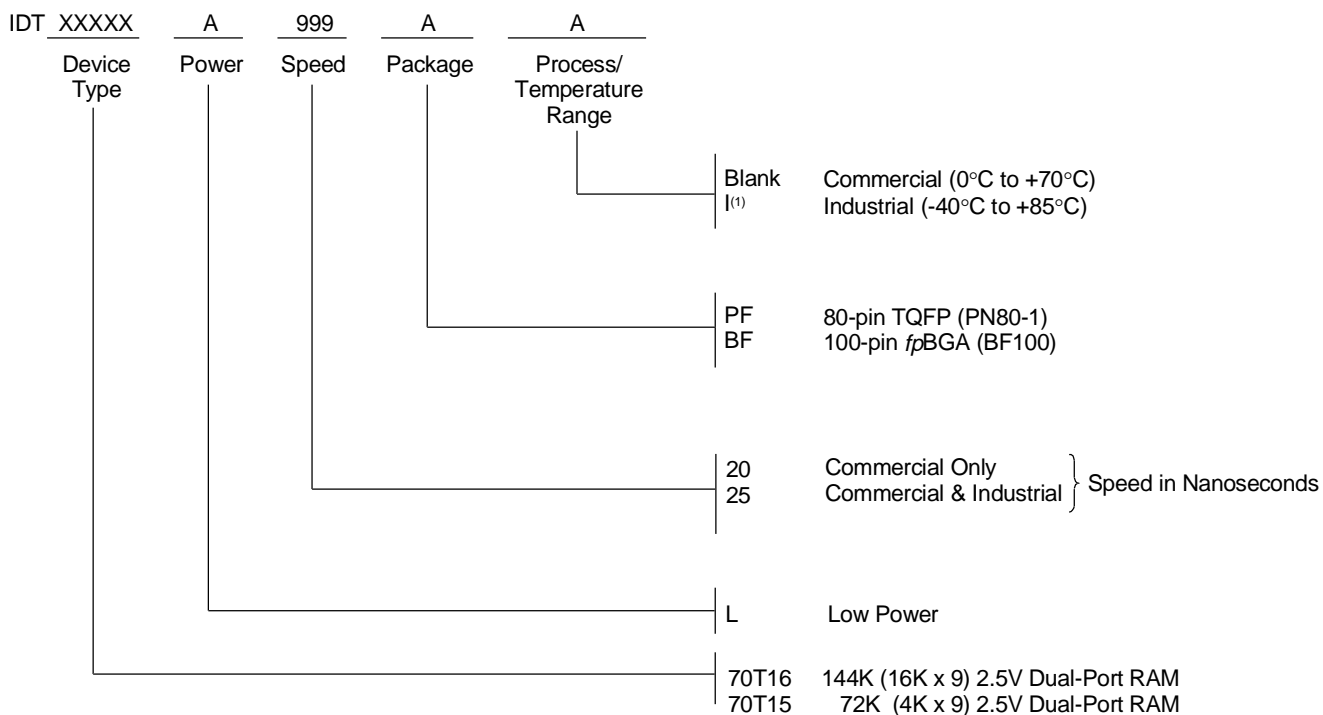 IDT XXXXX A 999 A A
Device Type Power Speed Package Process/ Temperature Range
Blank Commercial (0°C to +70°C)
I(1) Industrial (-40°C to +85°C)
PF 80-pin TQFP (PN80-1)
BF 100-pin fpBGA (BF100)
20 Commercial Only
25 Commercial & Industrial
Speed in Nanoseconds
L Low Power
70T16 144K (16K x 9) 2.5V Dual-Port RAM
70T15 72K (4K x 9) 2.5V Dual-Port RAM